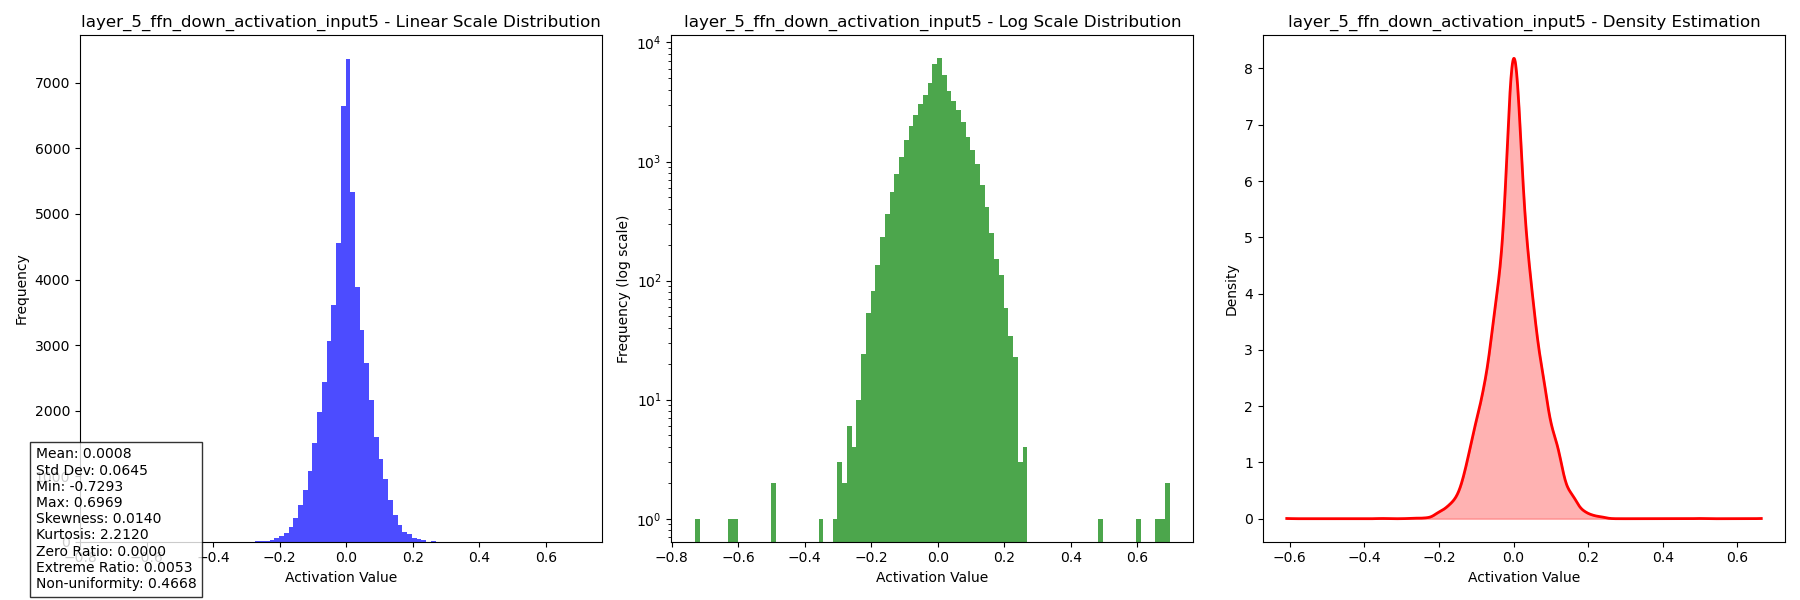 layer_5_ffn_down_activation_input5 - Linear Scale Distribution
7000
6000
5000
4000
3000
2000
1000
0
Frequency
−0.8 −0.6 −0.4 −0.2 0.0 0.2 0.4 0.6
Activation Value
Mean: 0.0008
Std Dev: 0.0645
Min: -0.7293
Max: 0.6969
Skewness: 0.0140
Kurtosis: 2.2120
Zero Ratio: 0.0000
Extreme Ratio: 0.0053
Non-uniformity: 0.4668
layer_5_ffn_down_activation_input5 - Log Scale Distribution
10⁴
10³
10²
10¹
10⁰
Frequency (log scale)
−0.8 −0.6 −0.4 −0.2 0.0 0.2 0.4 0.6
Activation Value
layer_5_ffn_down_activation_input5 - Density Estimation
8
7
6
5
4
3
2
1
0
Density
−0.6 −0.4 −0.2 0.0 0.2 0.4 0.6
Activation Value